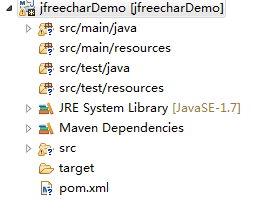 jfreecharDemo [jfreecharDemo]
src/main/java
src/main/resources
src/test/java
src/test/resources
JRE System Library [JavaSE-1.7]
Maven Dependencies
src
target
pom.xml